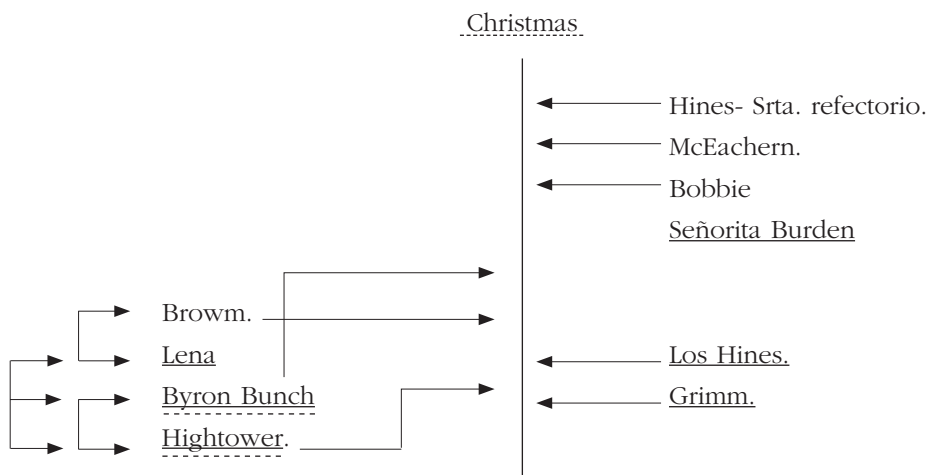 Christmas
Hines- Srta. refectorio.
McEachern.
Bobbie
Señorita Burden
Browm.
Lena
Los Hines.
Byron Bunch
Grimm.
Hightower.